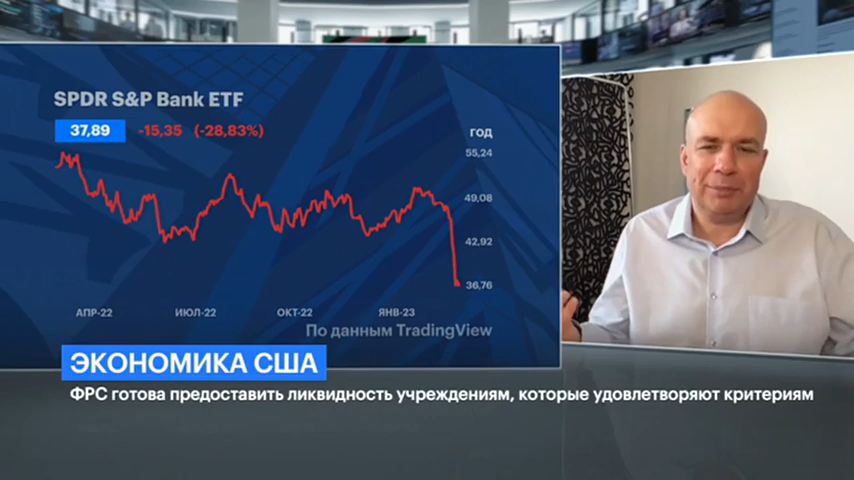 SPDR S&P Bank ETF
37,89 -15,35 (-28,83%)
ГОД
55,24
49,08
42,92
36,76
АПР-22 ИЮЛ-22 ОКТ-22 ЯНВ-23
По данным TradingView
ЭКОНОМИКА США
ФРС готова предоставить ликвидность учреждениям, которые удовлетворяют критериям